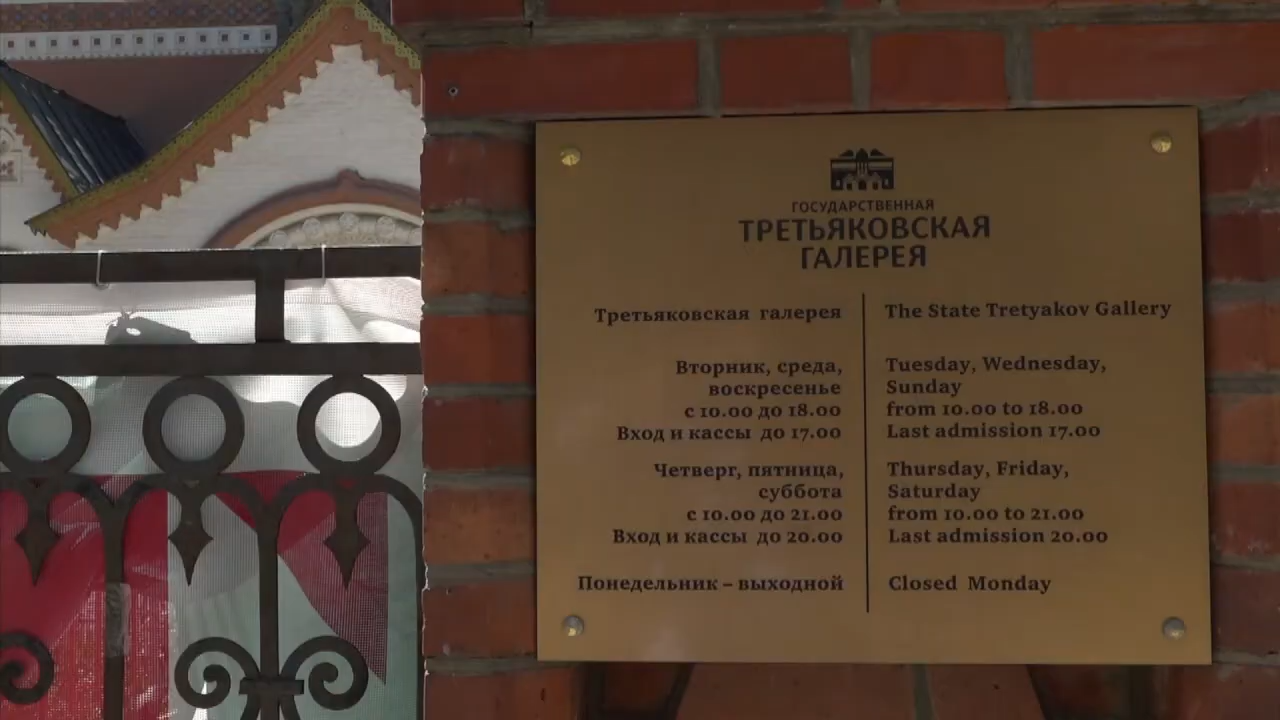 ГОСУДАРСТВЕННАЯ
ТРЕТЬЯКОВСКАЯ
ГАЛЕРЕЯ
Третьяковская галерея
Вторник, среда,
воскресенье
с 10.00 до 18.00
Вход и кассы до 17.00
Четверг, пятница,
суббота
с 10.00 до 21.00
Вход и кассы до 20.00
Понедельник – выходной
The State Tretyakov Gallery
Tuesday, Wednesday,
Sunday
from 10.00 to 18.00
Last admission 17.00
Thursday, Friday,
Saturday
from 10.00 to 21.00
Last admission 20.00
Closed Monday